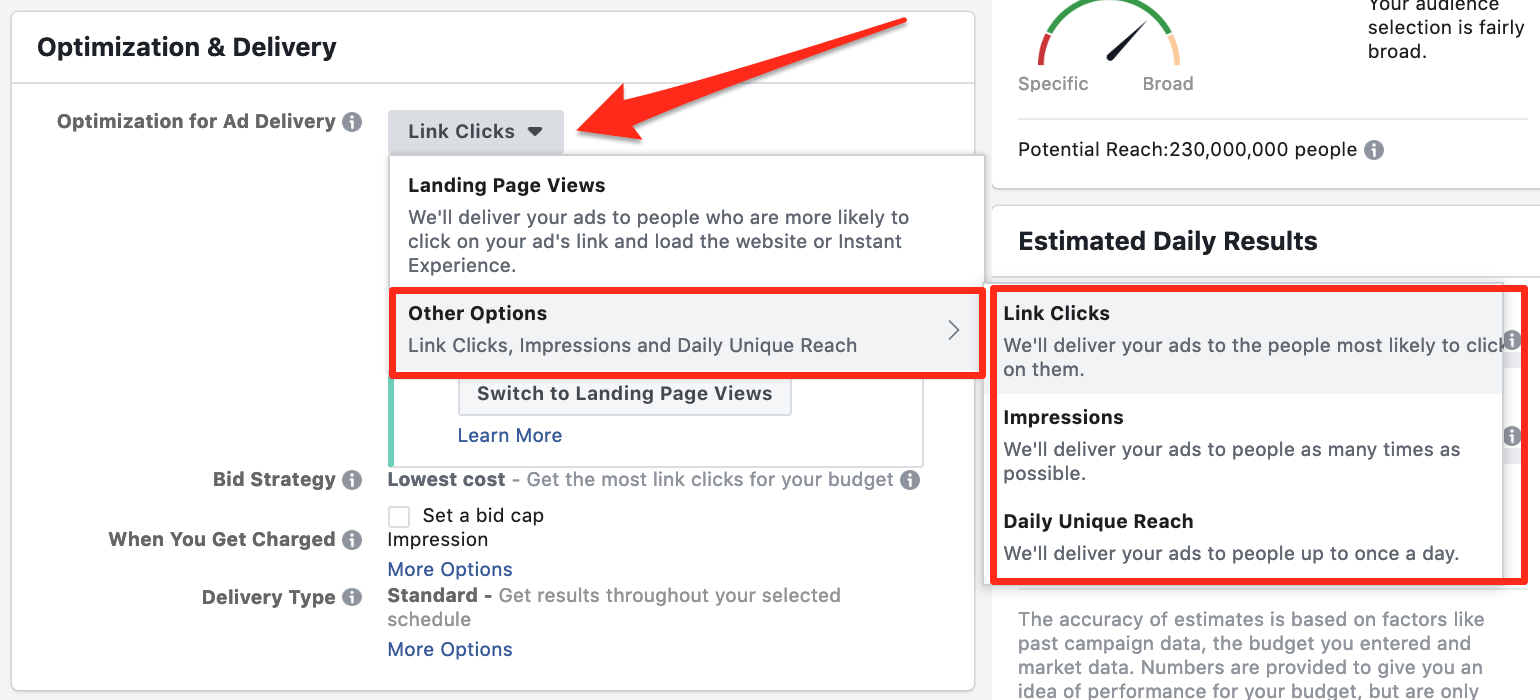 Optimization & Delivery
Optimization for Ad Delivery
Link Clicks
Landing Page Views
We'll deliver your ads to people who are more likely to
click on your ad's link and load the website or Instant
Experience.
Other Options
Link Clicks, Impressions and Daily Unique Reach
Switch to Landing Page Views
Learn More
Bid Strategy
Lowest cost - Get the most link clicks for your budget
Set a bid cap
When You Get Charged
Impression
More Options
Delivery Type
Standard - Get results throughout your selected
schedule
More Options
Your audience
selection is fairly
broad.
Specific
Broad
Potential Reach:230,000,000 people
Estimated Daily Results
Link Clicks
We'll deliver your ads to the people most likely to click
on them.
Impressions
We'll deliver your ads to people as many times as
possible.
Daily Unique Reach
We'll deliver your ads to people up to once a day.
The accuracy of estimates is based on factors like
past campaign data, the budget you entered and
market data. Numbers are provided to give you an
idea of performance for your budget, but are only